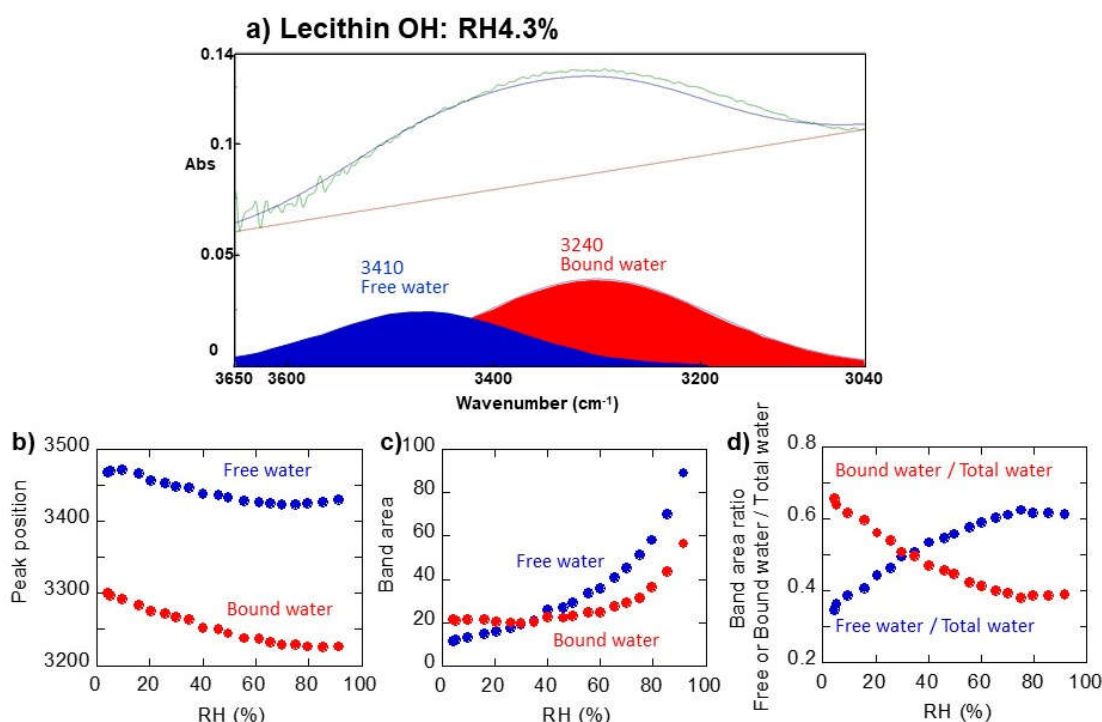 a) Lecithin OH: RH4.3%
0.14
0.1
Abs
0.05
0
3240
Bound water
3410
Free water
3650 3600 3400 3200 3040
Wavenumber (cm-1)
b)
3500
3400
3300
3200
Peak position
Free water
Bound water
0 20 40 60 80 100
RH (%)
c)
100
80
60
40
20
0
Band area
Free water
Bound water
0 20 40 60 80 100
RH (%)
d)
0.8
0.6
0.4
0.2
Band area ratio
Free or Bound water / Total water
Bound water / Total water
Free water / Total water
0 20 40 60 80 100
RH (%)